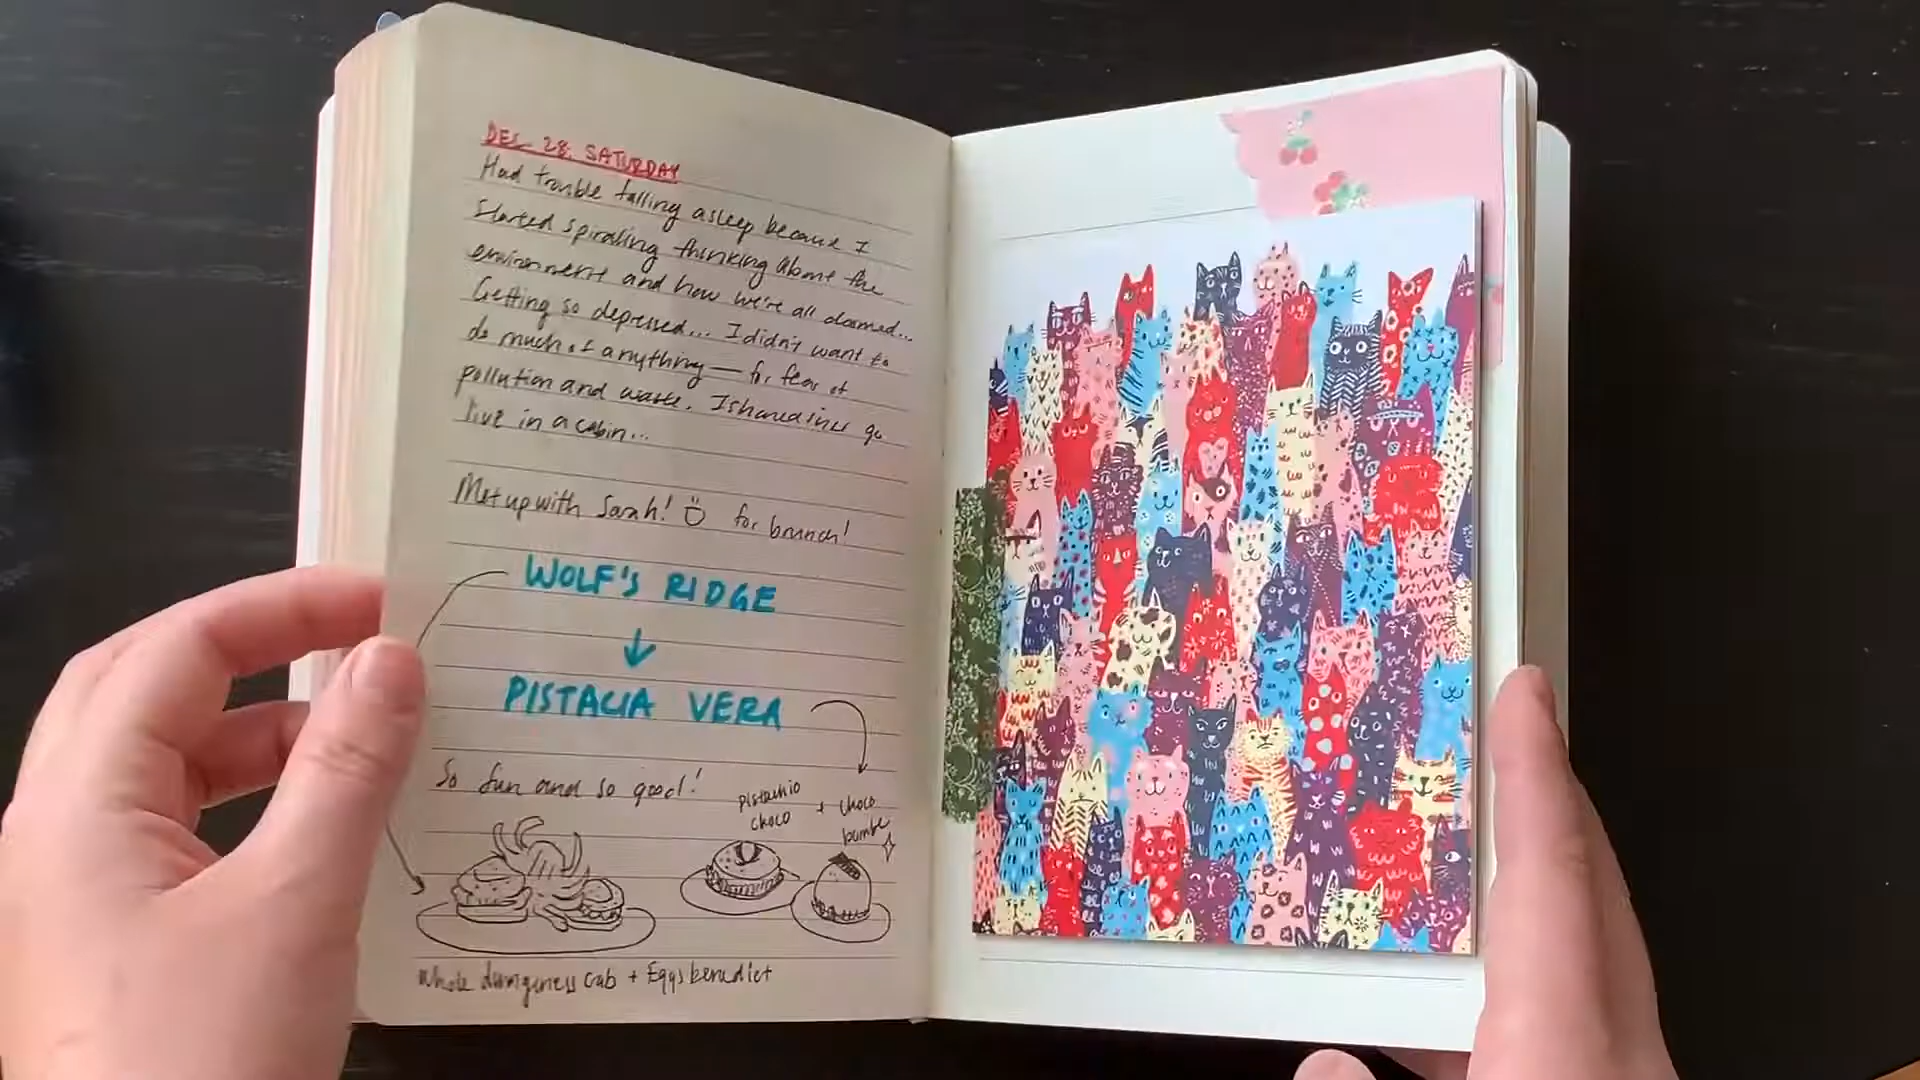 DEC 28. SATURDAY
Had trouble falling asleep because I
started spiraling thinking about the
environment and how we're all doomed...
Getting so depressed... I didn't want to
do much of anything — for fear of
pollution and waste. I should just go
live in a cabin...
Met up with Sarah! for brunch!
WOLF'S RIDGE
↓
PISTACIA VERA
So fun and so good!
pistachio
choco
+ choco
bombe
whole dungeness crab + Eggs benedict